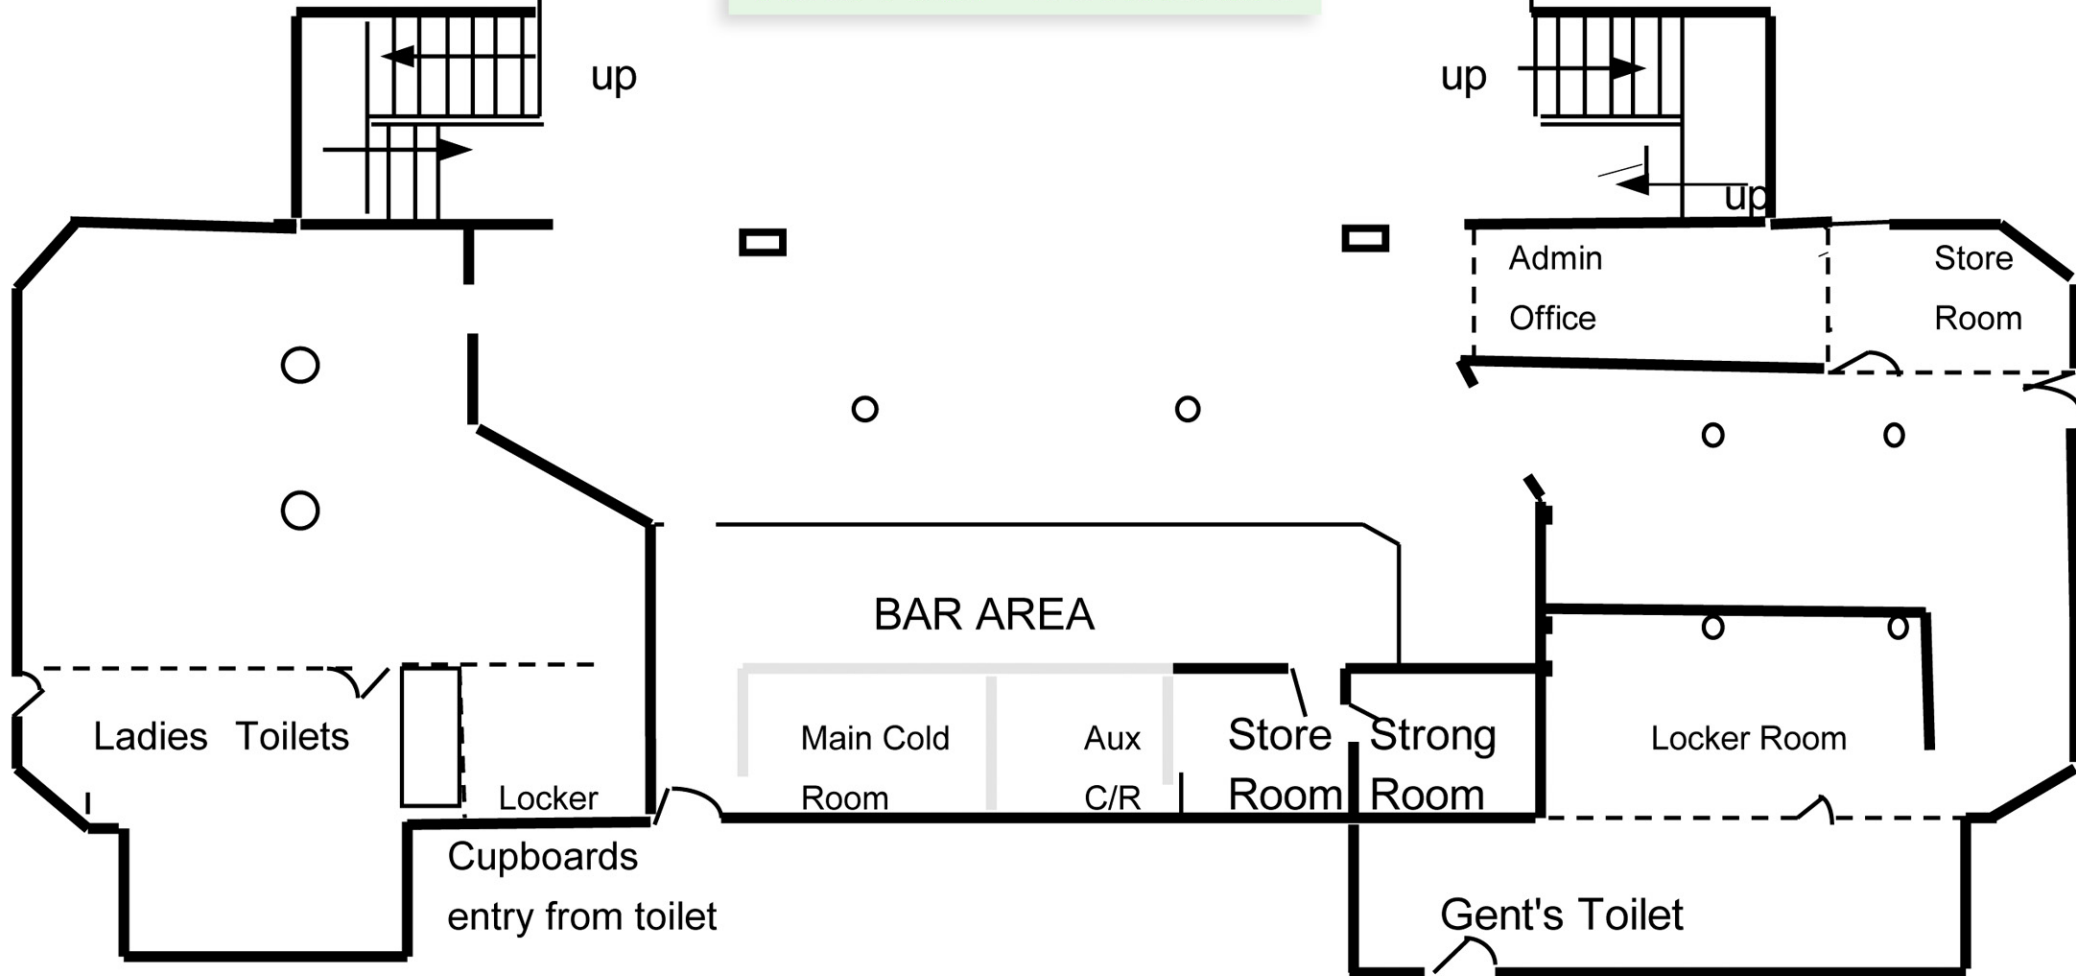 up
up
up
Admin
Office
Store
Room
BAR AREA
Ladies Toilets
Locker
Cupboards
entry from toilet
Main Cold
Room
Aux
C/R
Store
Room
Strong
Room
Locker Room
Gent's Toilet